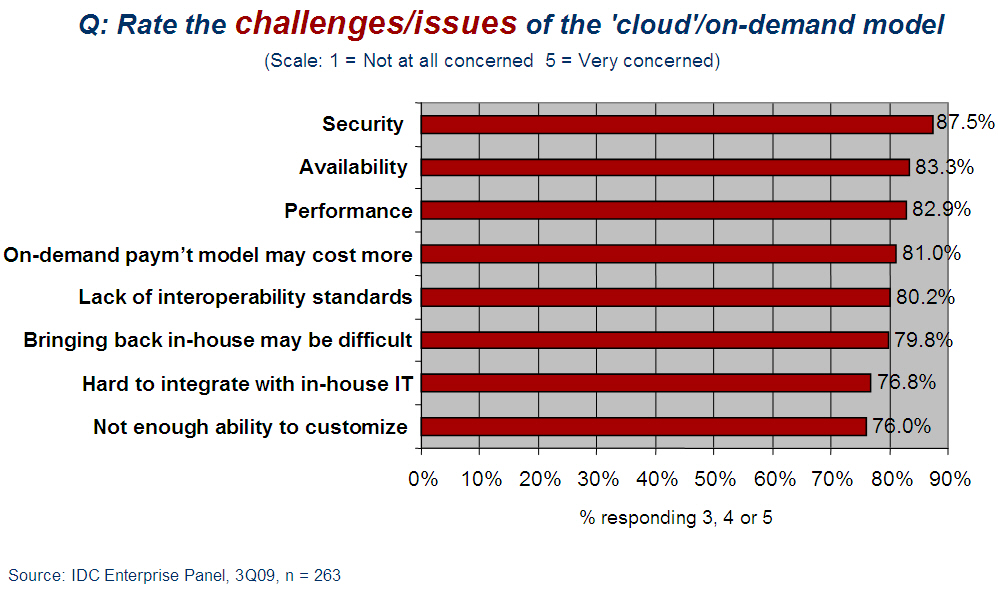 Q: Rate the challenges/issues of the 'cloud'/on-demand model
(Scale: 1 = Not at all concerned 5 = Very concerned)
Security 87.5%
Availability 83.3%
Performance 82.9%
On-demand paym’t model may cost more 81.0%
Lack of interoperability standards 80.2%
Bringing back in-house may be difficult 79.8%
Hard to integrate with in-house IT 76.8%
Not enough ability to customize 76.0%
0% 10% 20% 30% 40% 50% 60% 70% 80% 90%
% responding 3, 4 or 5
Source: IDC Enterprise Panel, 3Q09, n = 263